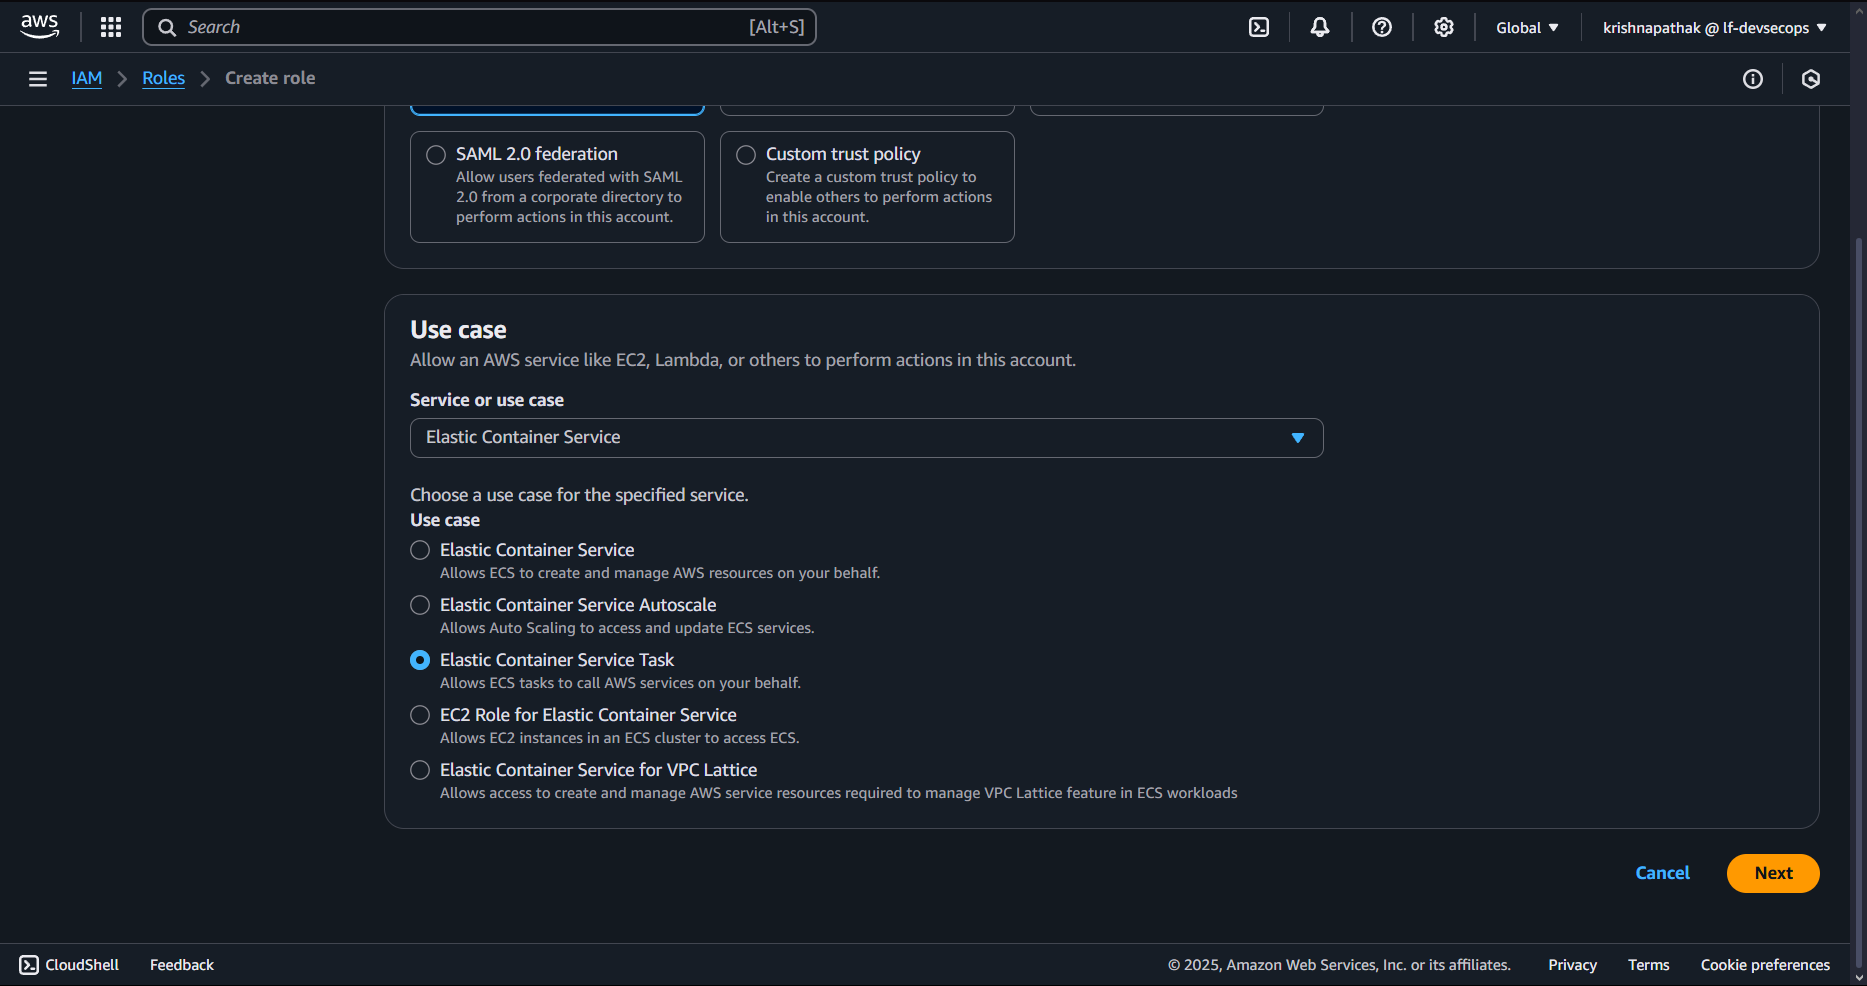 aws
Search [Alt+S]
Global
krishnapathak @ lf-devsecops
IAM
Roles
Create role
SAML 2.0 federation
Allow users federated with SAML
2.0 from a corporate directory to
perform actions in this account.
Custom trust policy
Create a custom trust policy to
enable others to perform actions
in this account.
Use case
Allow an AWS service like EC2, Lambda, or others to perform actions in this account.
Service or use case
Elastic Container Service
Choose a use case for the specified service.
Use case
Elastic Container Service
Allows ECS to create and manage AWS resources on your behalf.
Elastic Container Service Autoscale
Allows Auto Scaling to access and update ECS services.
Elastic Container Service Task
Allows ECS tasks to call AWS services on your behalf.
EC2 Role for Elastic Container Service
Allows EC2 instances in an ECS cluster to access ECS.
Elastic Container Service for VPC Lattice
Allows access to create and manage AWS service resources required to manage VPC Lattice feature in ECS workloads
Cancel
Next
CloudShell
Feedback
© 2025, Amazon Web Services, Inc. or its affiliates.
Privacy
Terms
Cookie preferences